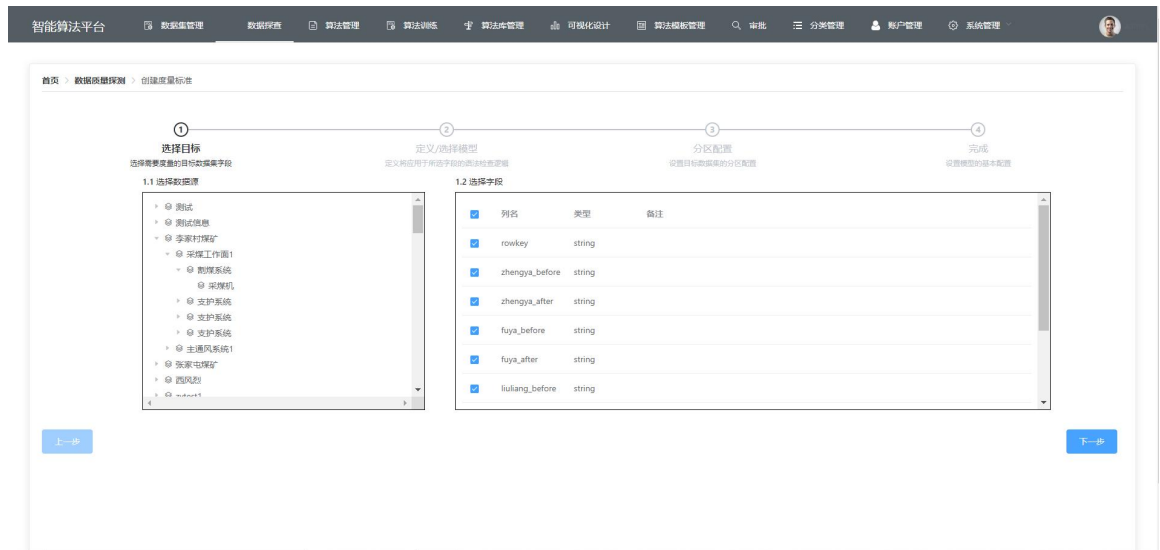 智能算法平台 数据集管理 数据探查 算法管理 算法训练 算法库管理 可视化设计 算法模板管理 审批 分类管理 账户管理 系统管理
首页 > 数据质量探测 > 创建度量标准
1 2 3 4
选择目标 定义/选择模型 分区配置 完成
选择需要度量的目标数据集字段 定义将应用于所选字段的语法检查逻辑 设置目标数据集的分区配置 设置模型的基本配置
1.1 选择数据源 1.2 选择字段
测试
测试信息
李家村煤矿
采煤工作面1
割煤系统
采煤机
支护系统
支护系统
支护系统
主通风系统1
张家屯煤矿
西风烈
列名 类型 备注
rowkey string
zhengya_before string
zhengya_after string
fuya_before string
fuya_after string
liuliang_before string
上一步 下一步